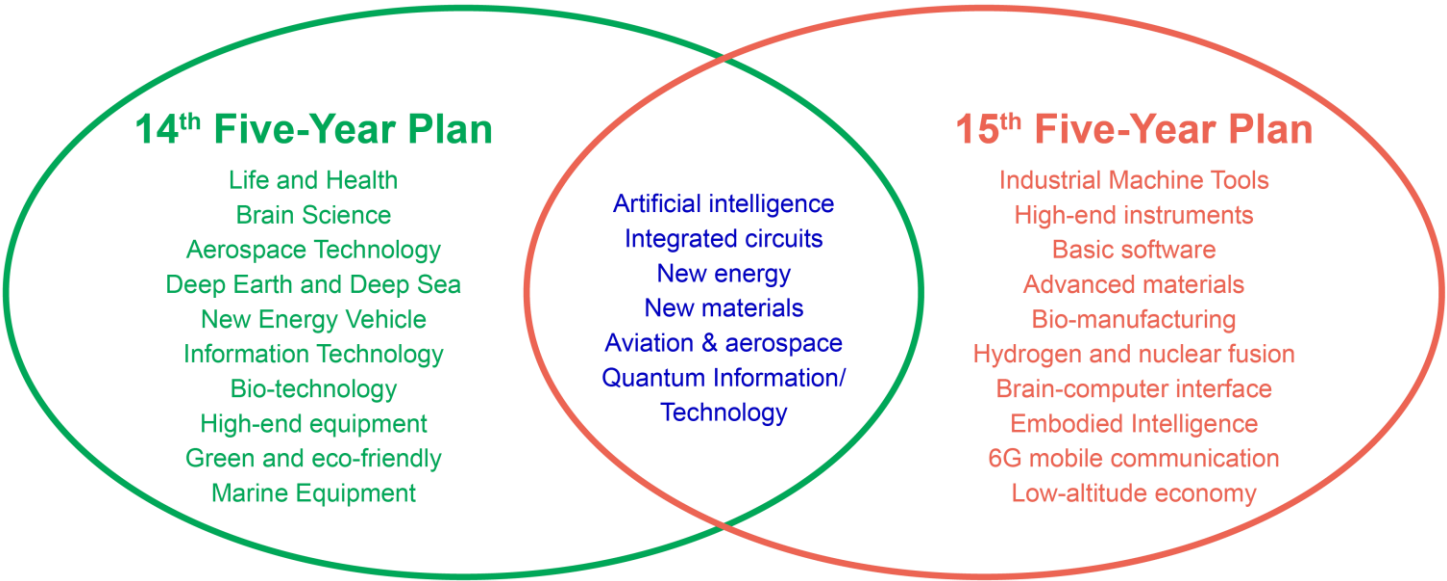 14th Five-Year Plan
Life and Health
Brain Science
Aerospace Technology
Deep Earth and Deep Sea
New Energy Vehicle
Information Technology
Bio-technology
High-end equipment
Green and eco-friendly
Marine Equipment
Artificial intelligence
Integrated circuits
New energy
New materials
Aviation & aerospace
Quantum Information/
Technology
15th Five-Year Plan
Industrial Machine Tools
High-end instruments
Basic software
Advanced materials
Bio-manufacturing
Hydrogen and nuclear fusion
Brain-computer interface
Embodied Intelligence
6G mobile communication
Low-altitude economy